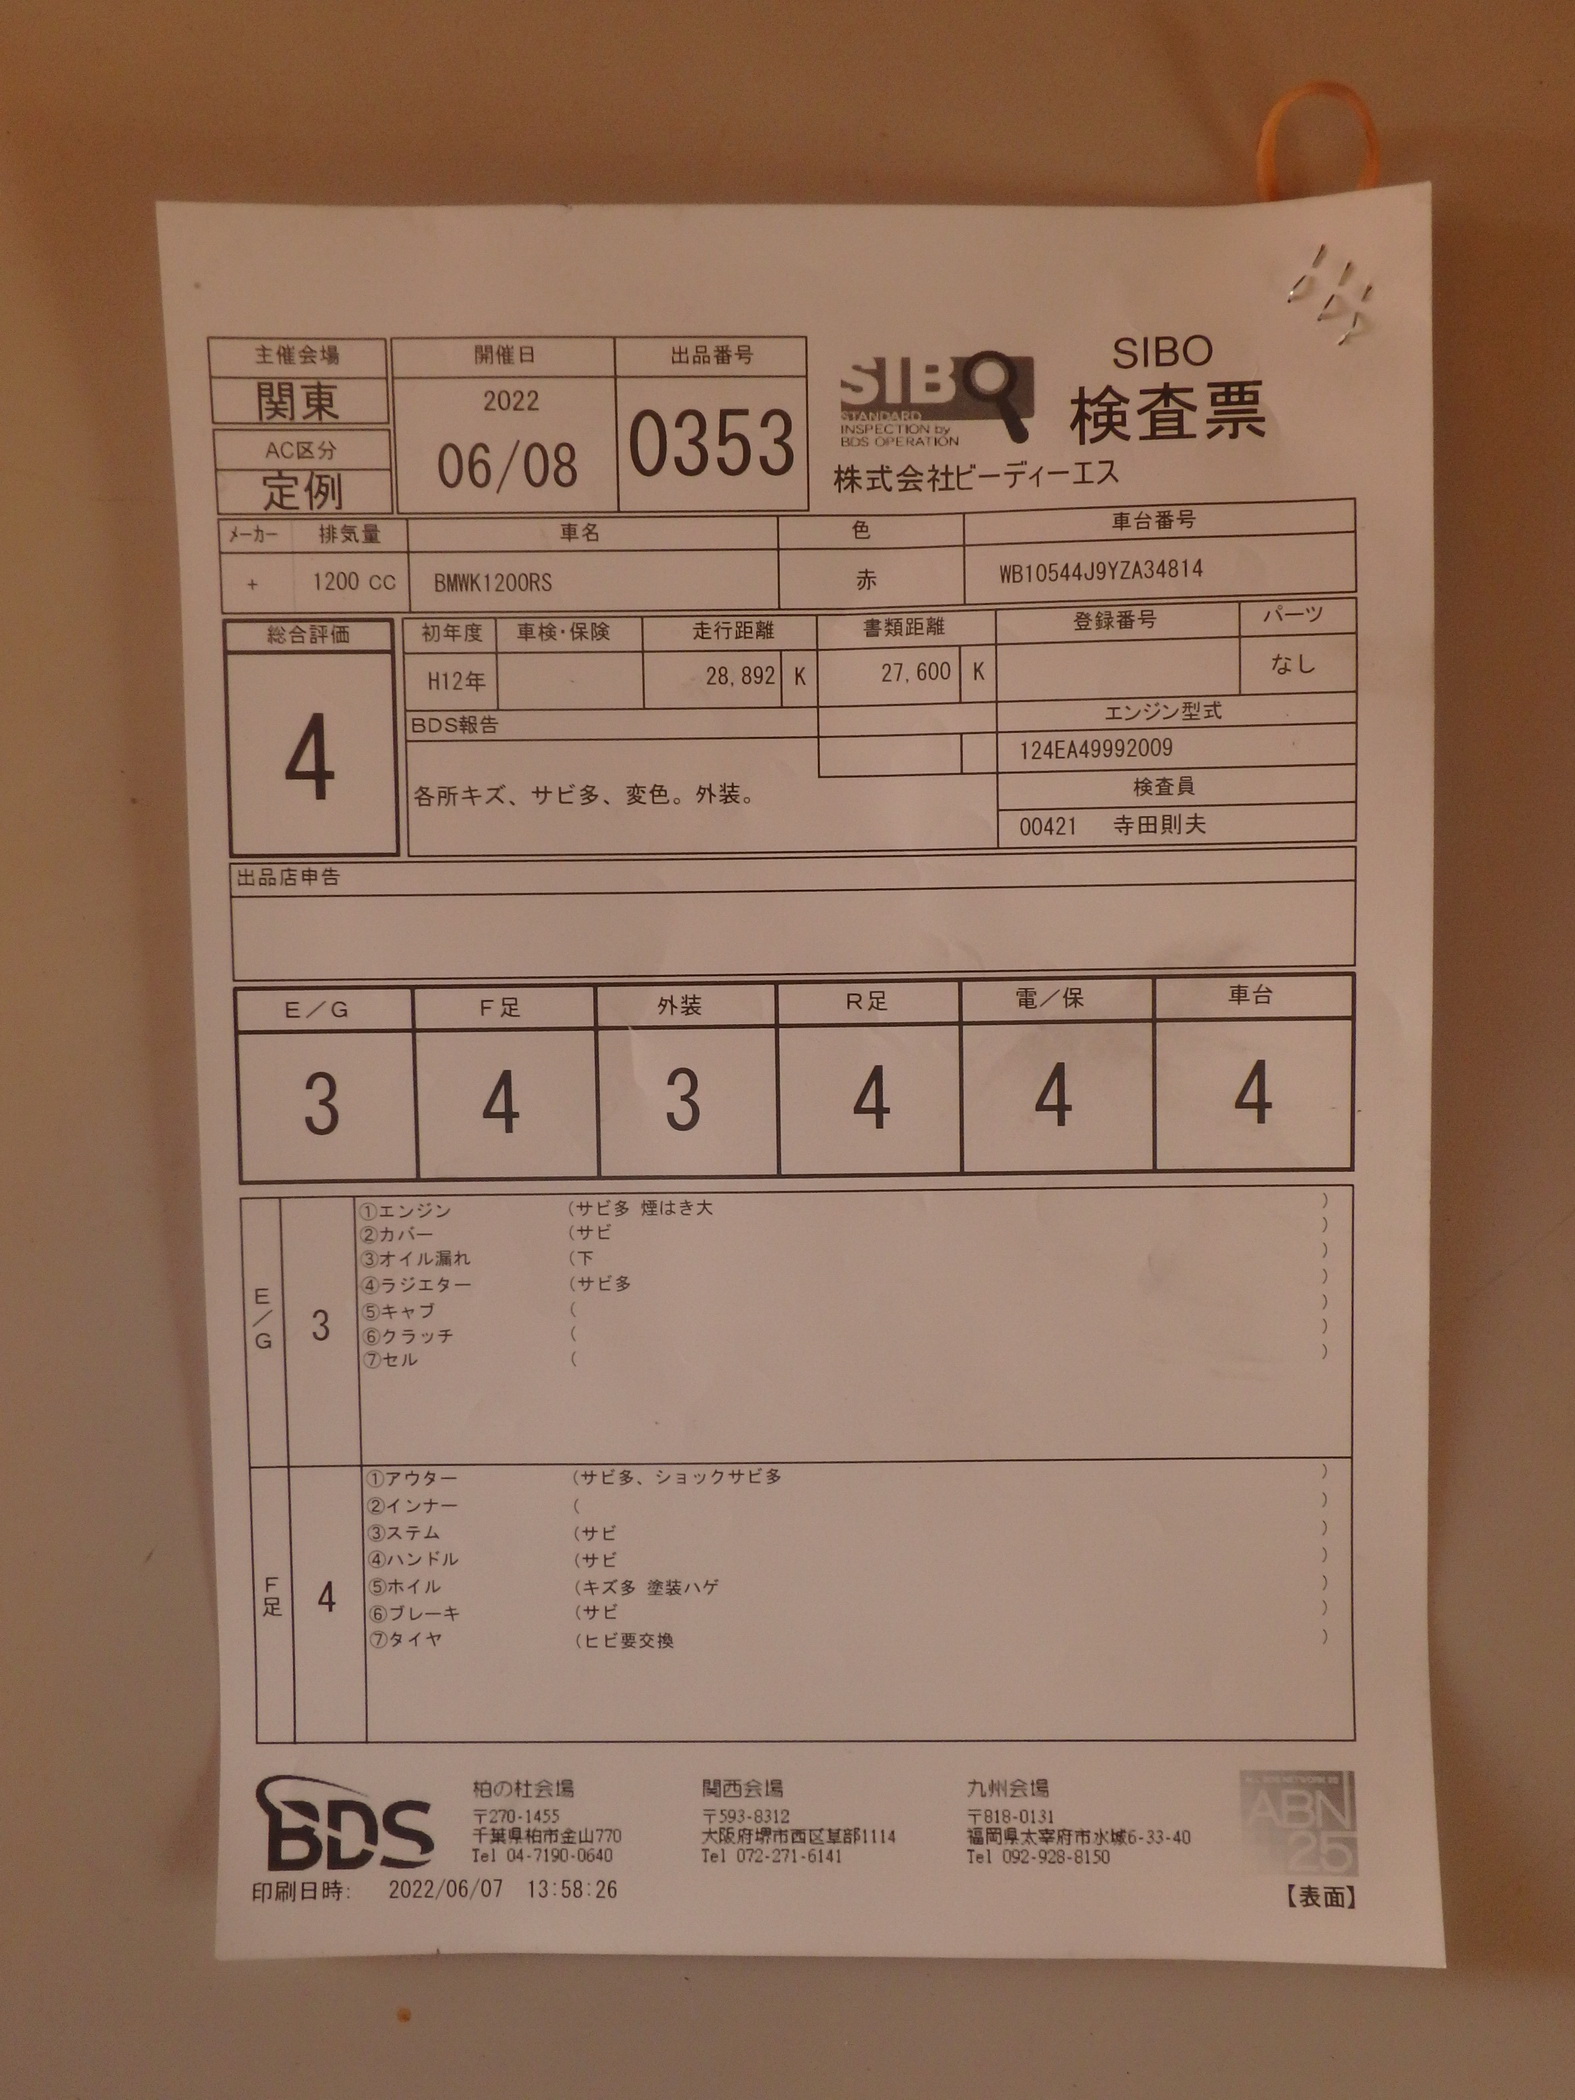 主催会場
関東
AC区分
定例
開催日
2022
06/08
出品番号
0353
SIBO
STANDARD
INSPECTION by
BDS OPERATION
SIBO
検査票
株式会社ビーディーエス
メーカー 排気量 車名 色 車台番号
+ 1200 CC BMWK1200RS 赤 WB10544J9YZA34814
総合評価
4
初年度 車検・保険 走行距離 書類距離 登録番号 パーツ
H12年 28,892 K 27,600 K なし
BDS報告
各所キズ、サビ多、変色。外装。
エンジン型式
124EA49992009
検査員
00421 寺田則夫
出品店申告
E/G F足 外装 R足 電/保 車台
3 4 3 4 4 4
E/G
3
①エンジン (サビ多 煙はき大 )
②カバー (サビ )
③オイル漏れ (下 )
④ラジエター (サビ多 )
⑤キャブ ( )
⑥クラッチ ( )
⑦セル ( )
F足
4
①アウター (サビ多、ショックサビ多 )
②インナー ( )
③ステム (サビ )
④ハンドル (サビ )
⑤ホイル (キズ多 塗装ハゲ )
⑥ブレーキ (サビ )
⑦タイヤ (ヒビ要交換 )
BDS
柏の杜会場
〒270-1455
千葉県柏市金山770
Tel 04-7190-0640
関西会場
〒593-8312
大阪府堺市西区草部1114
Tel 072-271-6141
九州会場
〒818-0131
福岡県太宰府市水城6-33-40
Tel 092-928-8150
ABN
25
印刷日時: 2022/06/07 13:58:26
【表面】